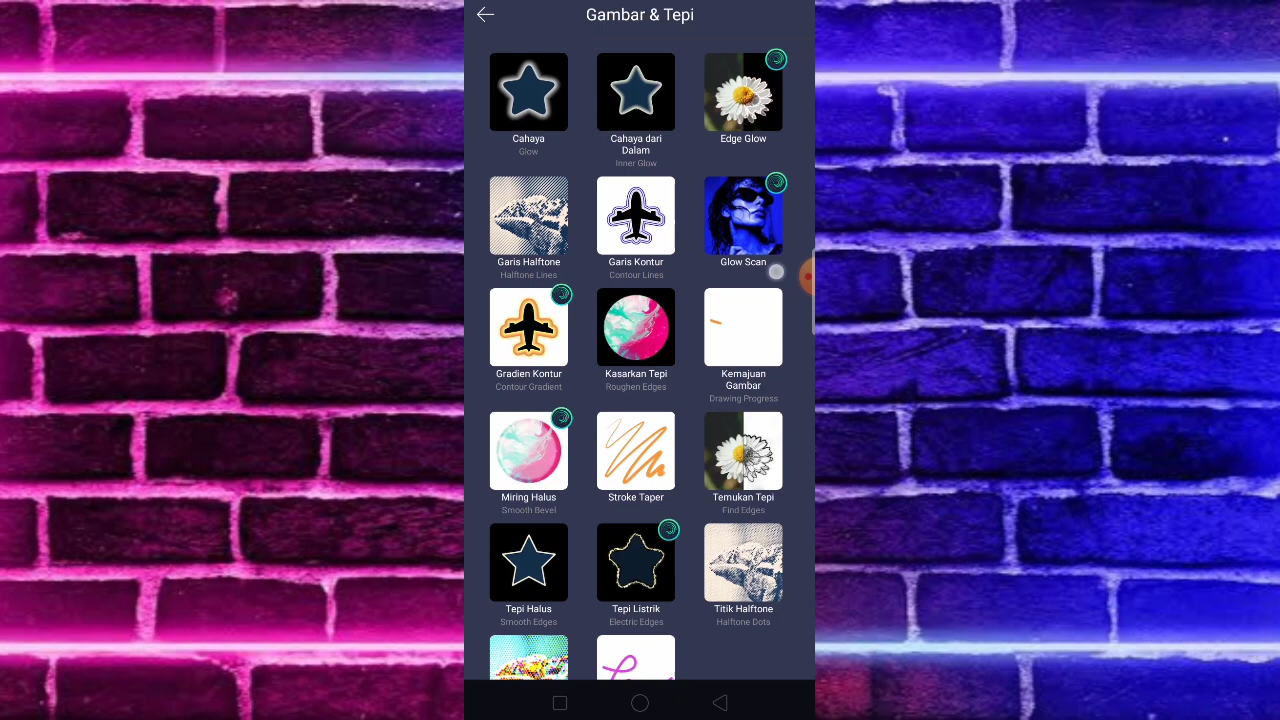 Gambar & Tepi
Cahaya
Glow
Cahaya dari
Dalam
Inner Glow
Edge Glow
Garis Halftone
Halftone Lines
Garis Kontur
Contour Lines
Glow Scan
Gradien Kontur
Contour Gradient
Kasarkan Tepi
Roughen Edges
Kemajuan
Gambar
Drawing Progress
Miring Halus
Smooth Bevel
Stroke Taper
Temukan Tepi
Find Edges
Tepi Halus
Smooth Edges
Tepi Listrik
Electric Edges
Titik Halftone
Halftone Dots